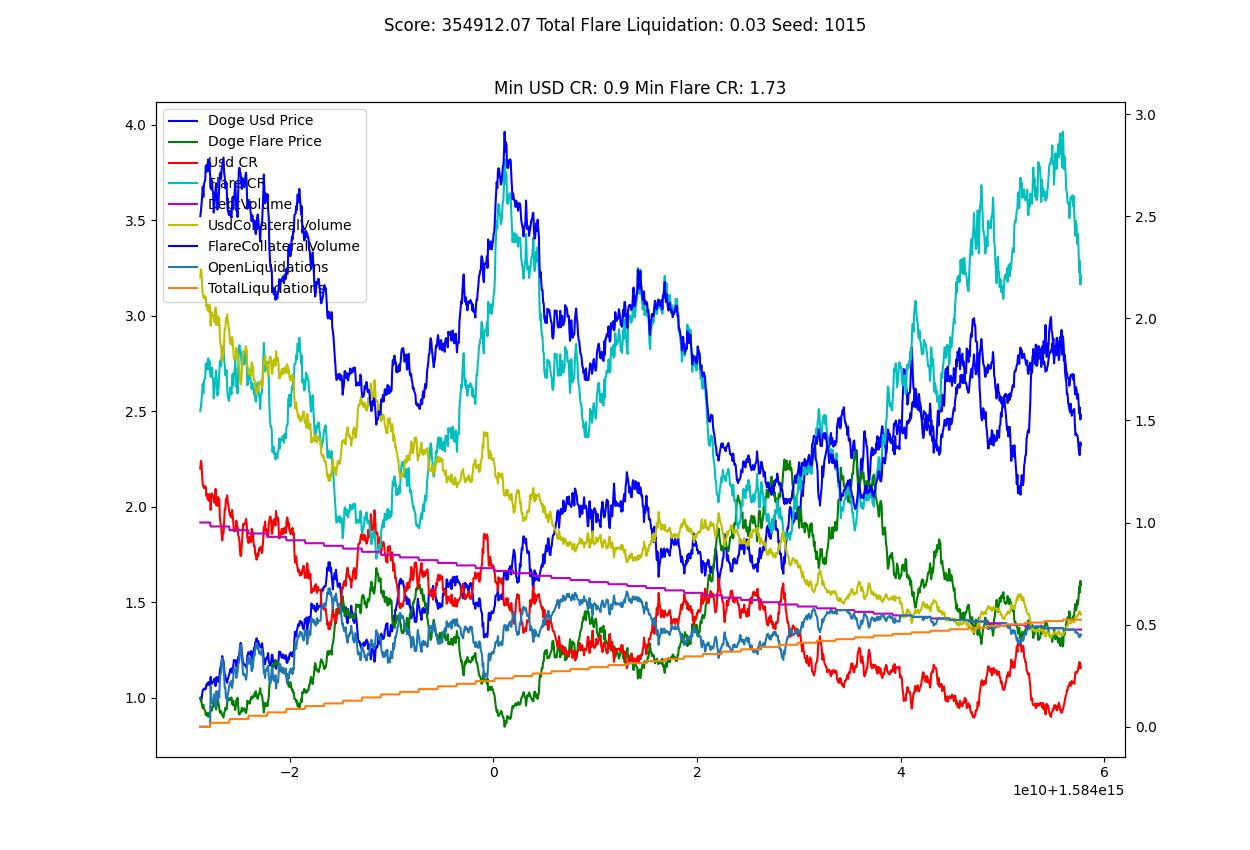 Score: 354912.07 Total Flare Liquidation: 0.03 Seed: 1015
Min USD CR: 0.9 Min Flare CR: 1.73
Doge Usd Price
Doge Flare Price
Usd CR
Flare CR
DebtVolume
UsdCollateralVolume
FlareCollateralVolume
OpenLiquidations
TotalLiquidations
4.0
3.5
3.0
2.5
2.0
1.5
1.0
3.0
2.5
2.0
1.5
1.0
0.5
0.0
−2
0
2
4
6
1e10+1.584e15